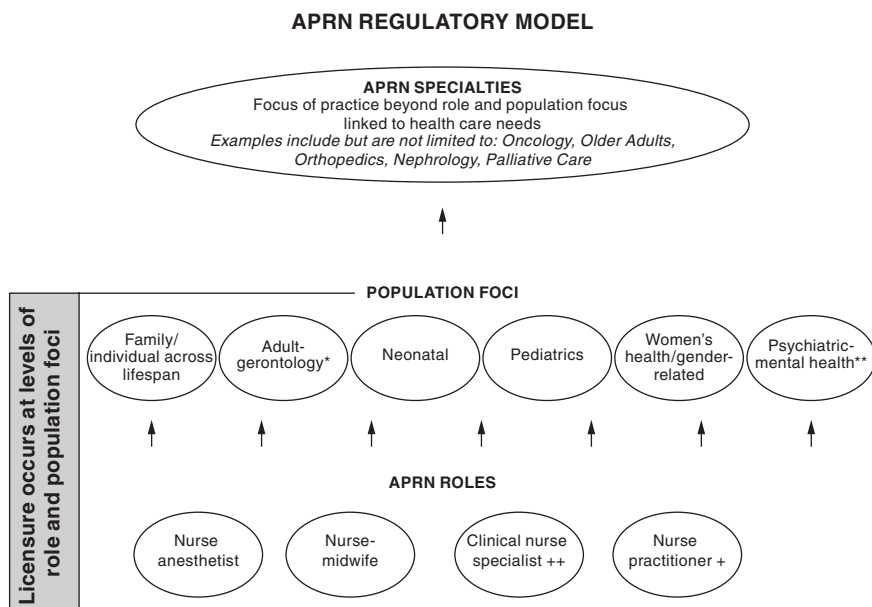 APRN REGULATORY MODEL
APRN SPECIALTIES
Focus of practice beyond role and population focus
linked to health care needs
Examples include but are not limited to: Oncology, Older Adults,
Orthopedics, Nephrology, Palliative Care
Licensure occurs at levels of
role and population foci
POPULATION FOCI
Family/
individual across
lifespan
Adult-
gerontology*
Neonatal
Pediatrics
Women's
health/gender-
related
Psychiatric-
mental health**
APRN ROLES
Nurse
anesthetist
Nurse-
midwife
Clinical nurse
specialist ++
Nurse
practitioner +